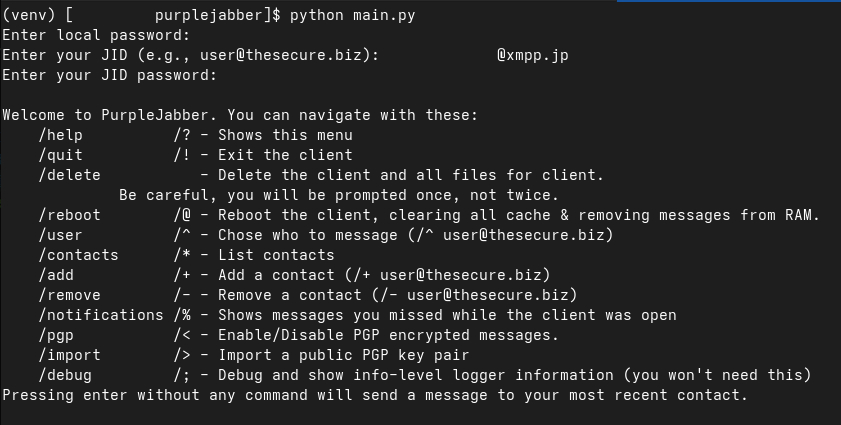 (venv) [ purplejabber]$ python main.py
Enter local password:
Enter your JID (e.g., user@thesecure.biz): @xmpp.jp
Enter your JID password:
Welcome to PurpleJabber. You can navigate with these:
/help /? - Shows this menu
/quit /! - Exit the client
/delete - Delete the client and all files for client.
Be careful, you will be prompted once, not twice.
/reboot /@ - Reboot the client, clearing all cache & removing messages from RAM.
/user /^ - Chose who to message (/^ user@thesecure.biz)
/contacts /* - List contacts
/add /+ - Add a contact (/+ user@thesecure.biz)
/remove /- - Remove a contact (/- user@thesecure.biz)
/notifications /% - Shows messages you missed while the client was open
/pgp /< - Enable/Disable PGP encrypted messages.
/import /> - Import a public PGP key pair
/debug /; - Debug and show info-level logger information (you won't need this)
Pressing enter without any command will send a message to your most recent contact.